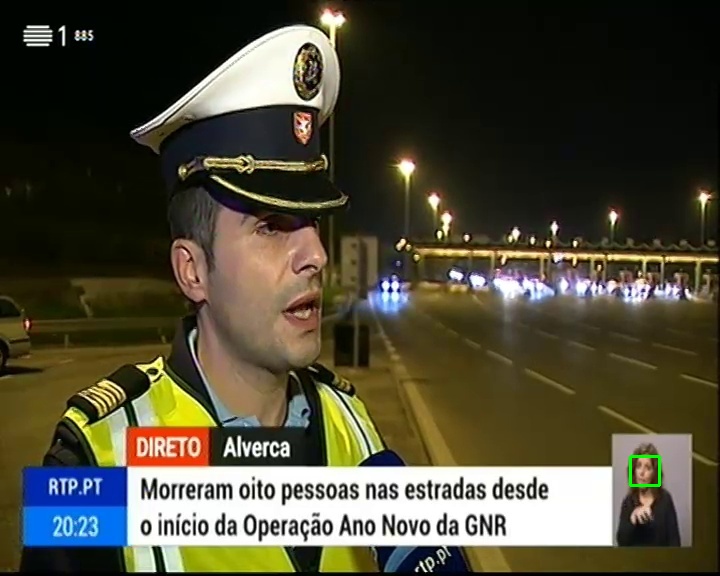 1 885
DIRETO Alverca
RTP.PT
20:23
Morreram oito pessoas nas estradas desde
o início da Operação Ano Novo da GNR
rtp.pt